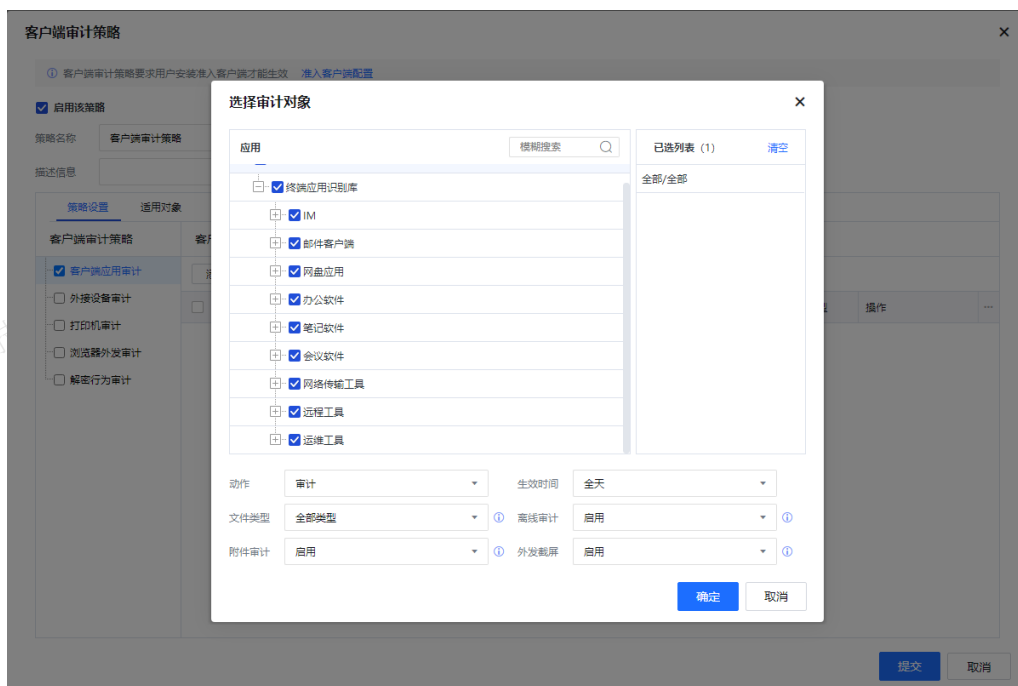 客户端审计策略
客户端审计策略要求用户安装准入客户端才能生效 准入客户端配置
启用该策略
策略名称 客户端审计策略
描述信息
策略设置 适用对象
客户端审计策略
客户端应用审计
外接设备审计
打印机审计
浏览器外发审计
解密行为审计
操作
选择审计对象
应用 模糊搜索
终端应用识别库
IM
邮件客户端
网盘应用
办公软件
笔记软件
会议软件
网络传输工具
远程工具
运维工具
已选列表（1） 清空
全部/全部
动作 审计 生效时间 全天
文件类型 全部类型 离线审计 启用
附件审计 启用 外发截屏 启用
确定 取消
提交 取消